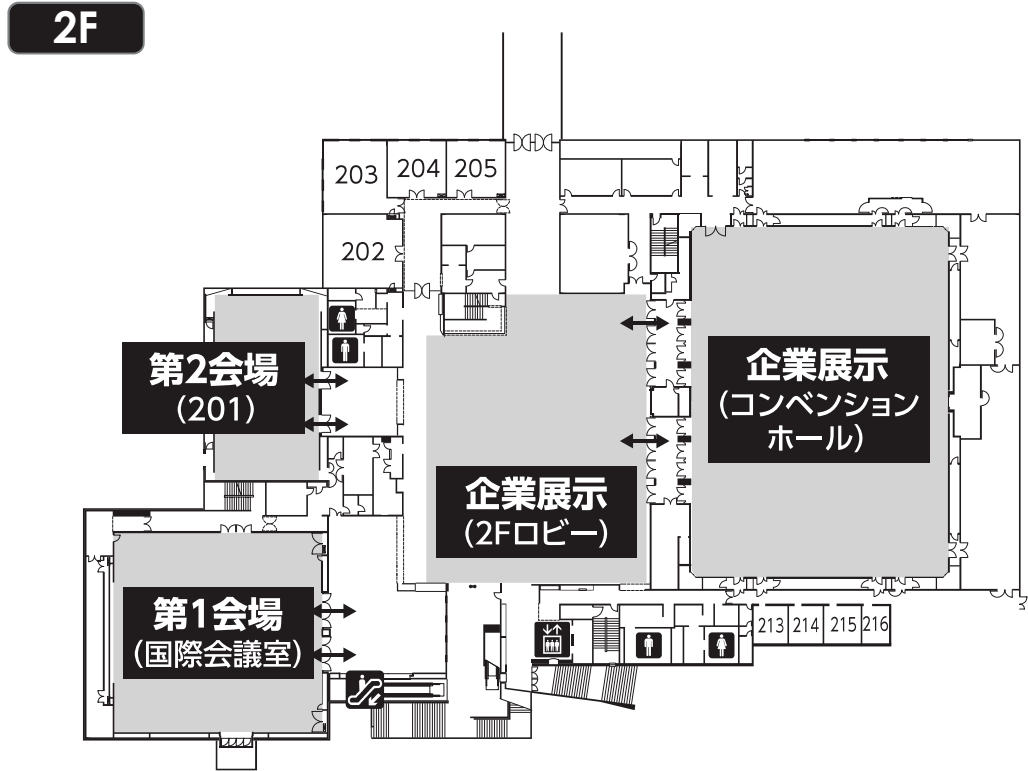 2F
203
204
205
202
第2会場
(201)
企業展示
(コンベンション
ホール)
企業展示
(2Fロビー)
第1会場
(国際会議室)
213
214
215
216